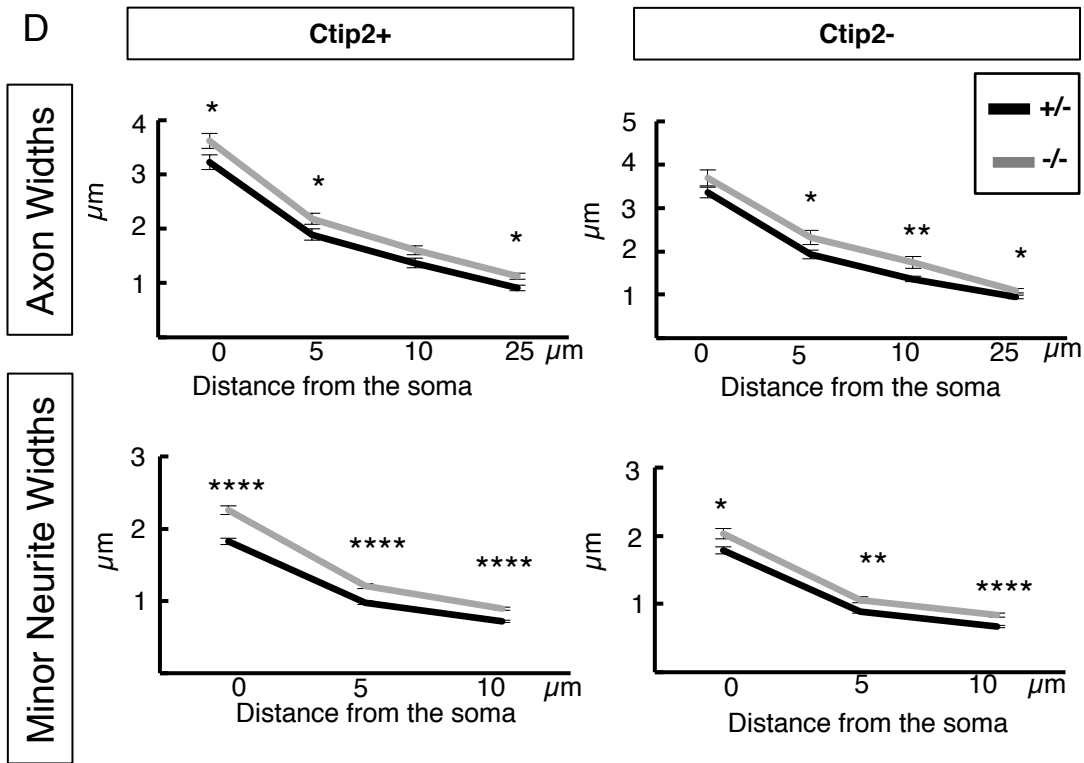 D
Ctip2+
Ctip2-
+/-
-/-
Axon Widths
*
*
*
4
3
2
1
µm
0 5 10 25 µm
Distance from the soma
*
**
*
5
4
3
2
1
µm
0 5 10 25 µm
Distance from the soma
Minor Neurite Widths
****
****
****
3
2
1
µm
0 5 10 µm
Distance from the soma
*
**
****
3
2
1
µm
0 5 10 µm
Distance from the soma